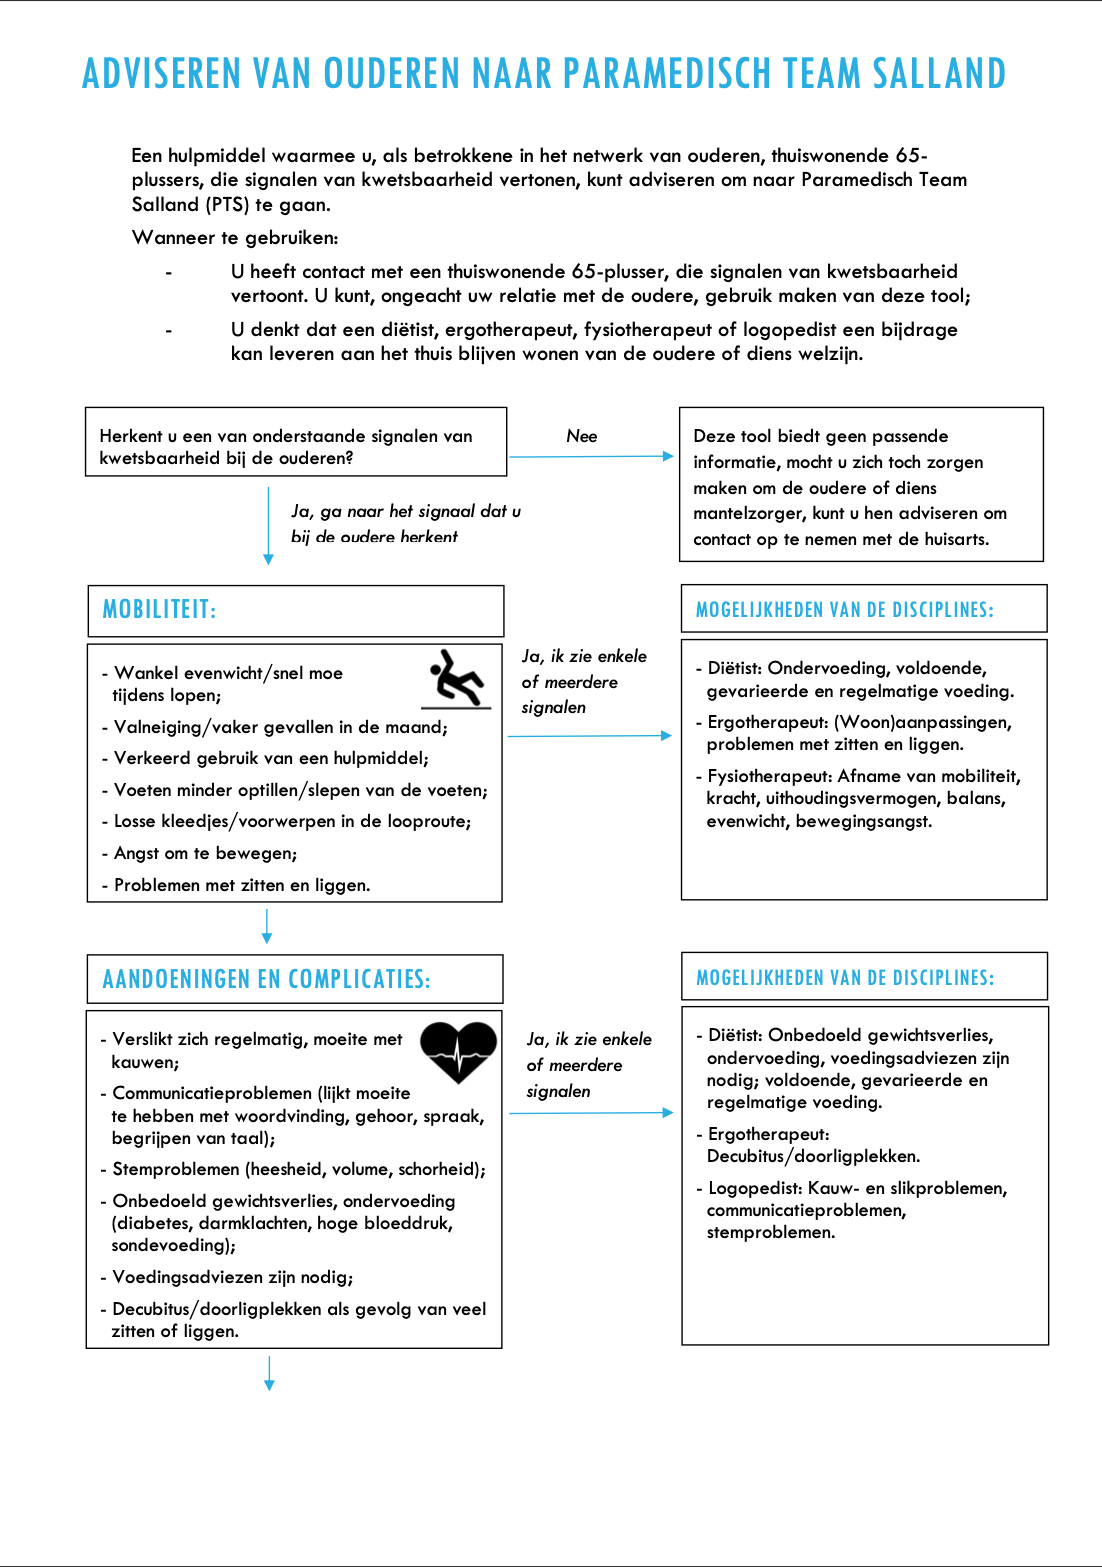 ADVISEREN VAN OUDEREN NAAR PARAMEDISCH TEAM SALLAND
Een hulpmiddel waarmee u, als betrokkene in het netwerk van ouderen, thuiswonende 65-
plussers, die signalen van kwetsbaarheid vertonen, kunt adviseren om naar Paramedisch Team
Salland (PTS) te gaan.
Wanneer te gebruiken:
- U heeft contact met een thuiswonende 65-plusser, die signalen van kwetsbaarheid
vertoont. U kunt, ongeacht uw relatie met de oudere, gebruik maken van deze tool;
- U denkt dat een diëtist, ergotherapeut, fysiotherapeut of logopedist een bijdrage
kan leveren aan het thuis blijven wonen van de oudere of diens welzijn.
Herkent u een van onderstaande signalen van
kwetsbaarheid bij de ouderen?
Nee
Deze tool biedt geen passende
informatie, mocht u zich toch zorgen
maken om de oudere of diens
mantelzorger, kunt u hen adviseren om
contact op te nemen met de huisarts.
Ja, ga naar het signaal dat u
bij de oudere herkent
MOBILITEIT:
- Wankel evenwicht/snel moe
tijdens lopen;
- Valneiging/vaker gevallen in de maand;
- Verkeerd gebruik van een hulpmiddel;
- Voeten minder optillen/slepen van de voeten;
- Losse kleedjes/voorwerpen in de looproute;
- Angst om te bewegen;
- Problemen met zitten en liggen.
Ja, ik zie enkele
of meerdere
signalen
MOGELIJKHEDEN VAN DE DISCIPLINES:
- Diëtist: Ondervoeding, voldoende,
gevarieerde en regelmatige voeding.
- Ergotherapeut: (Woon)aanpassingen,
problemen met zitten en liggen.
- Fysiotherapeut: Afname van mobiliteit,
kracht, uithoudingsvermogen, balans,
evenwicht, bewegingsangst.
AANDOENINGEN EN COMPLICATIES:
- Verslikt zich regelmatig, moeite met
kauwen;
- Communicatieproblemen (lijkt moeite
te hebben met woordvinding, gehoor, spraak,
begrijpen van taal);
- Stemproblemen (heesheid, volume, schorheid);
- Onbedoeld gewichtsverlies, ondervoeding
(diabetes, darmklachten, hoge bloeddruk,
sondevoeding);
- Voedingsadviezen zijn nodig;
- Decubitus/doorligplekken als gevolg van veel
zitten of liggen.
Ja, ik zie enkele
of meerdere
signalen
MOGELIJKHEDEN VAN DE DISCIPLINES:
- Diëtist: Onbedoeld gewichtsverlies,
ondervoeding, voedingsadviezen zijn
nodig; voldoende, gevarieerde en
regelmatige voeding.
- Ergotherapeut:
Decubitus/doorligplekken.
- Logopedist: Kauw- en slikproblemen,
communicatieproblemen,
stemproblemen.